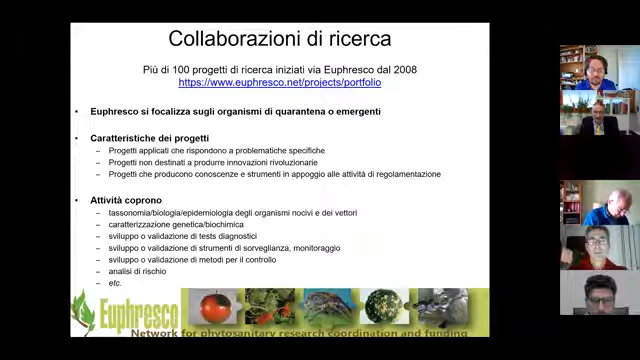 Collaborazioni di ricerca
Più di 100 progetti di ricerca iniziati via Euphresco dal 2008
https://www.euphresco.net/projects/portfolio
• Euphresco si focalizza sugli organismi di quarantena o emergenti
• Caratteristiche dei progetti
– Progetti applicati che rispondono a problematiche specifiche
– Progetti non destinati a produrre innovazioni rivoluzionarie
– Progetti che producono conoscenze e strumenti in appoggio alle attività di regolamentazione
• Attività coprono
– tassonomia/biologia/epidemiologia degli organismi nocivi e dei vettori
– caratterizzazione genetica/biochimica
– sviluppo o validazione di tests diagnostici
– sviluppo o validazione di strumenti di sorveglianza, monitoraggio
– sviluppo o validazione di metodi per il controllo
– analisi di rischio
– etc.
Euphresco
Network for phytosanitary research coordination and funding